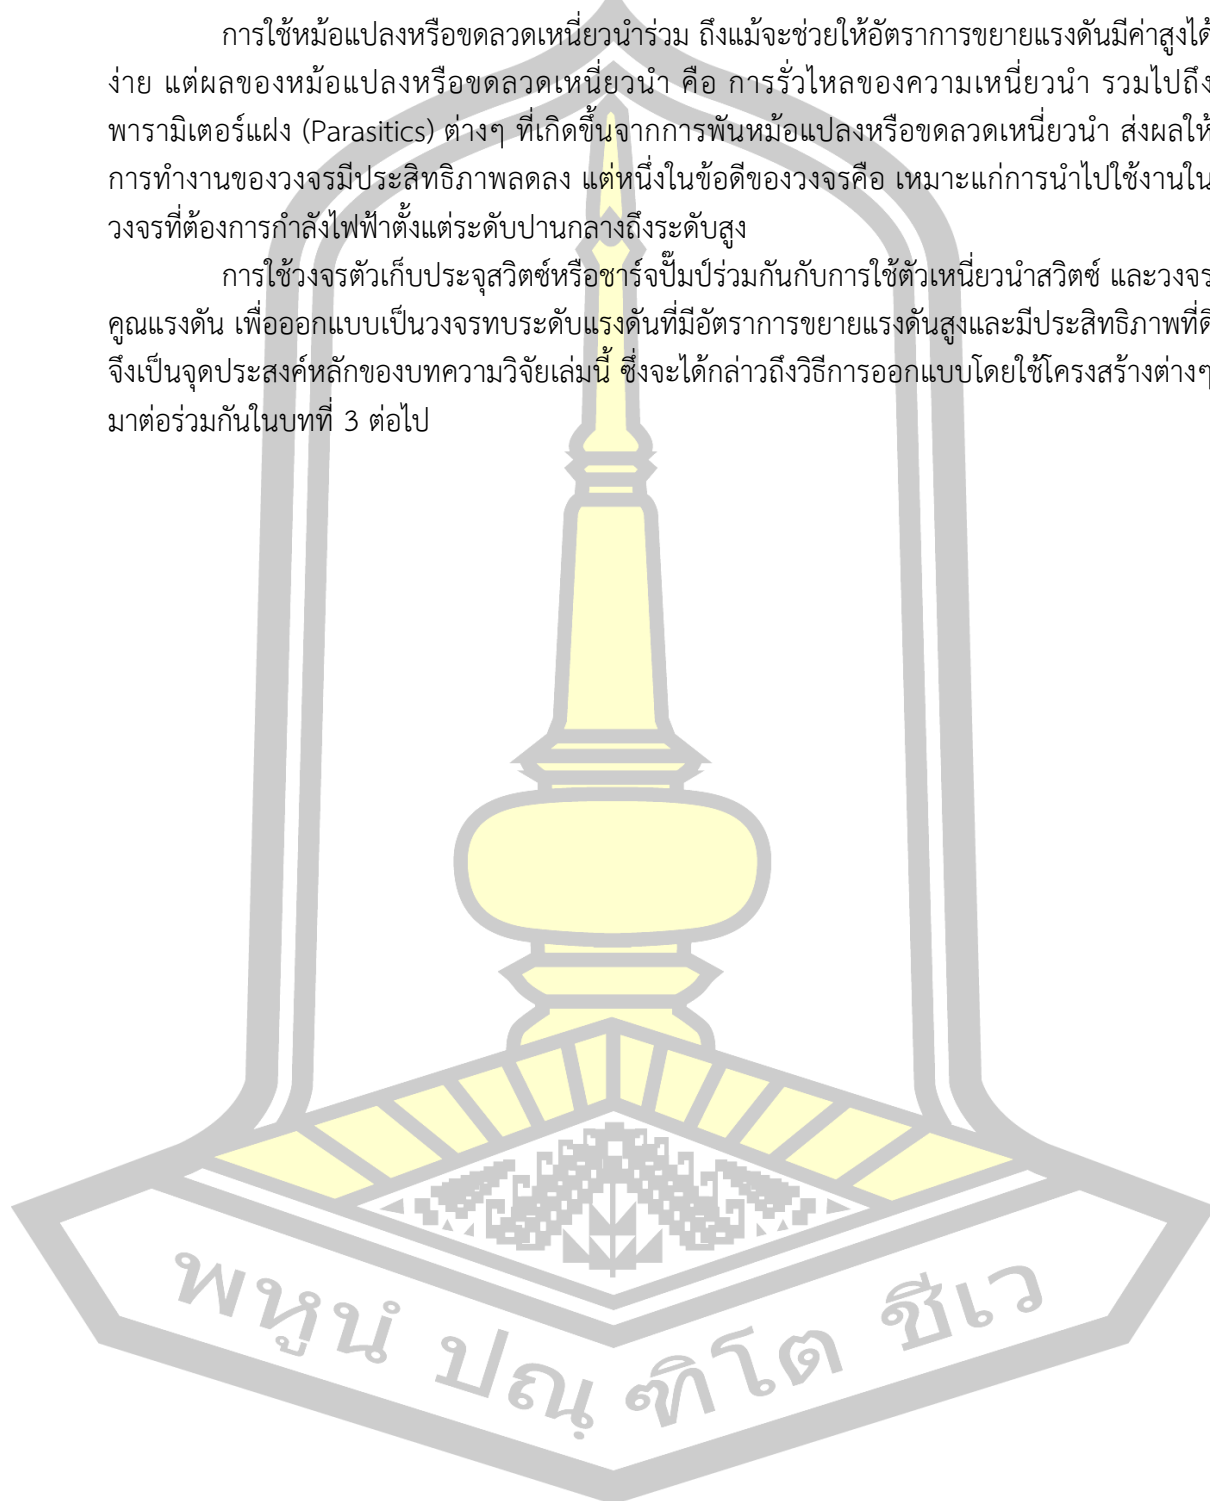 การใช้หม้อแปลงหรือขดลวดเหนี่ยวนำร่วม ถึงแม้จะช่วยให้อัตราการขยายแรงดันมีค่าสูงได้
ง่าย แต่ผลของหม้อแปลงหรือขดลวดเหนี่ยวนำ คือ การรั่วไหลของความเหนี่ยวนำ รวมไปถึง
พารามิเตอร์แฝง (Parasitics) ต่างๆ ที่เกิดขึ้นจากการพันหม้อแปลงหรือขดลวดเหนี่ยวนำ ส่งผลให้
การทำงานของวงจรมีประสิทธิภาพลดลง แต่หนึ่งในข้อดีของวงจรคือ เหมาะแก่การนำไปใช้งานใน
วงจรที่ต้องการกำลังไฟฟ้าตั้งแต่ระดับปานกลางถึงระดับสูง
การใช้วงจรตัวเก็บประจุสวิตซ์หรือชาร์จปั๊มป์ร่วมกันกับการใช้ตัวเหนี่ยวนำสวิตซ์ และวงจร
คูณแรงดัน เพื่อออกแบบเป็นวงจรทบระดับแรงดันที่มีอัตราการขยายแรงดันสูงและมีประสิทธิภาพที่ดี
จึงเป็นจุดประสงค์หลักของบทความวิจัยเล่มนี้ ซึ่งจะได้กล่าวถึงวิธีการออกแบบโดยใช้โครงสร้างต่างๆ
มาต่อร่วมกันในบทที่ 3 ต่อไป
พหูนํ ปณฺ ฑิโต ชีเว